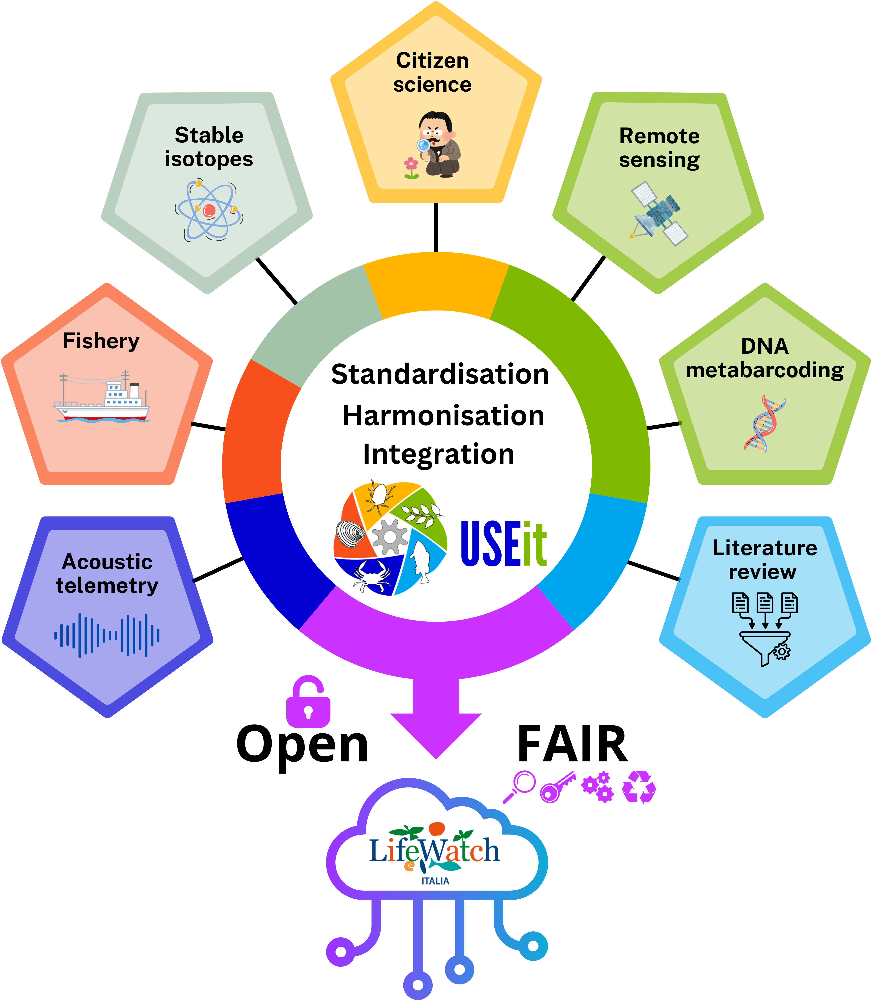 Citizen
science
Stable
isotopes
Remote
sensing
Fishery
DNA
metabarcoding
Standardisation
Harmonisation
Integration
USEit
Acoustic
telemetry
Literature
review
Open
FAIR
LifeWatch
ITALIA